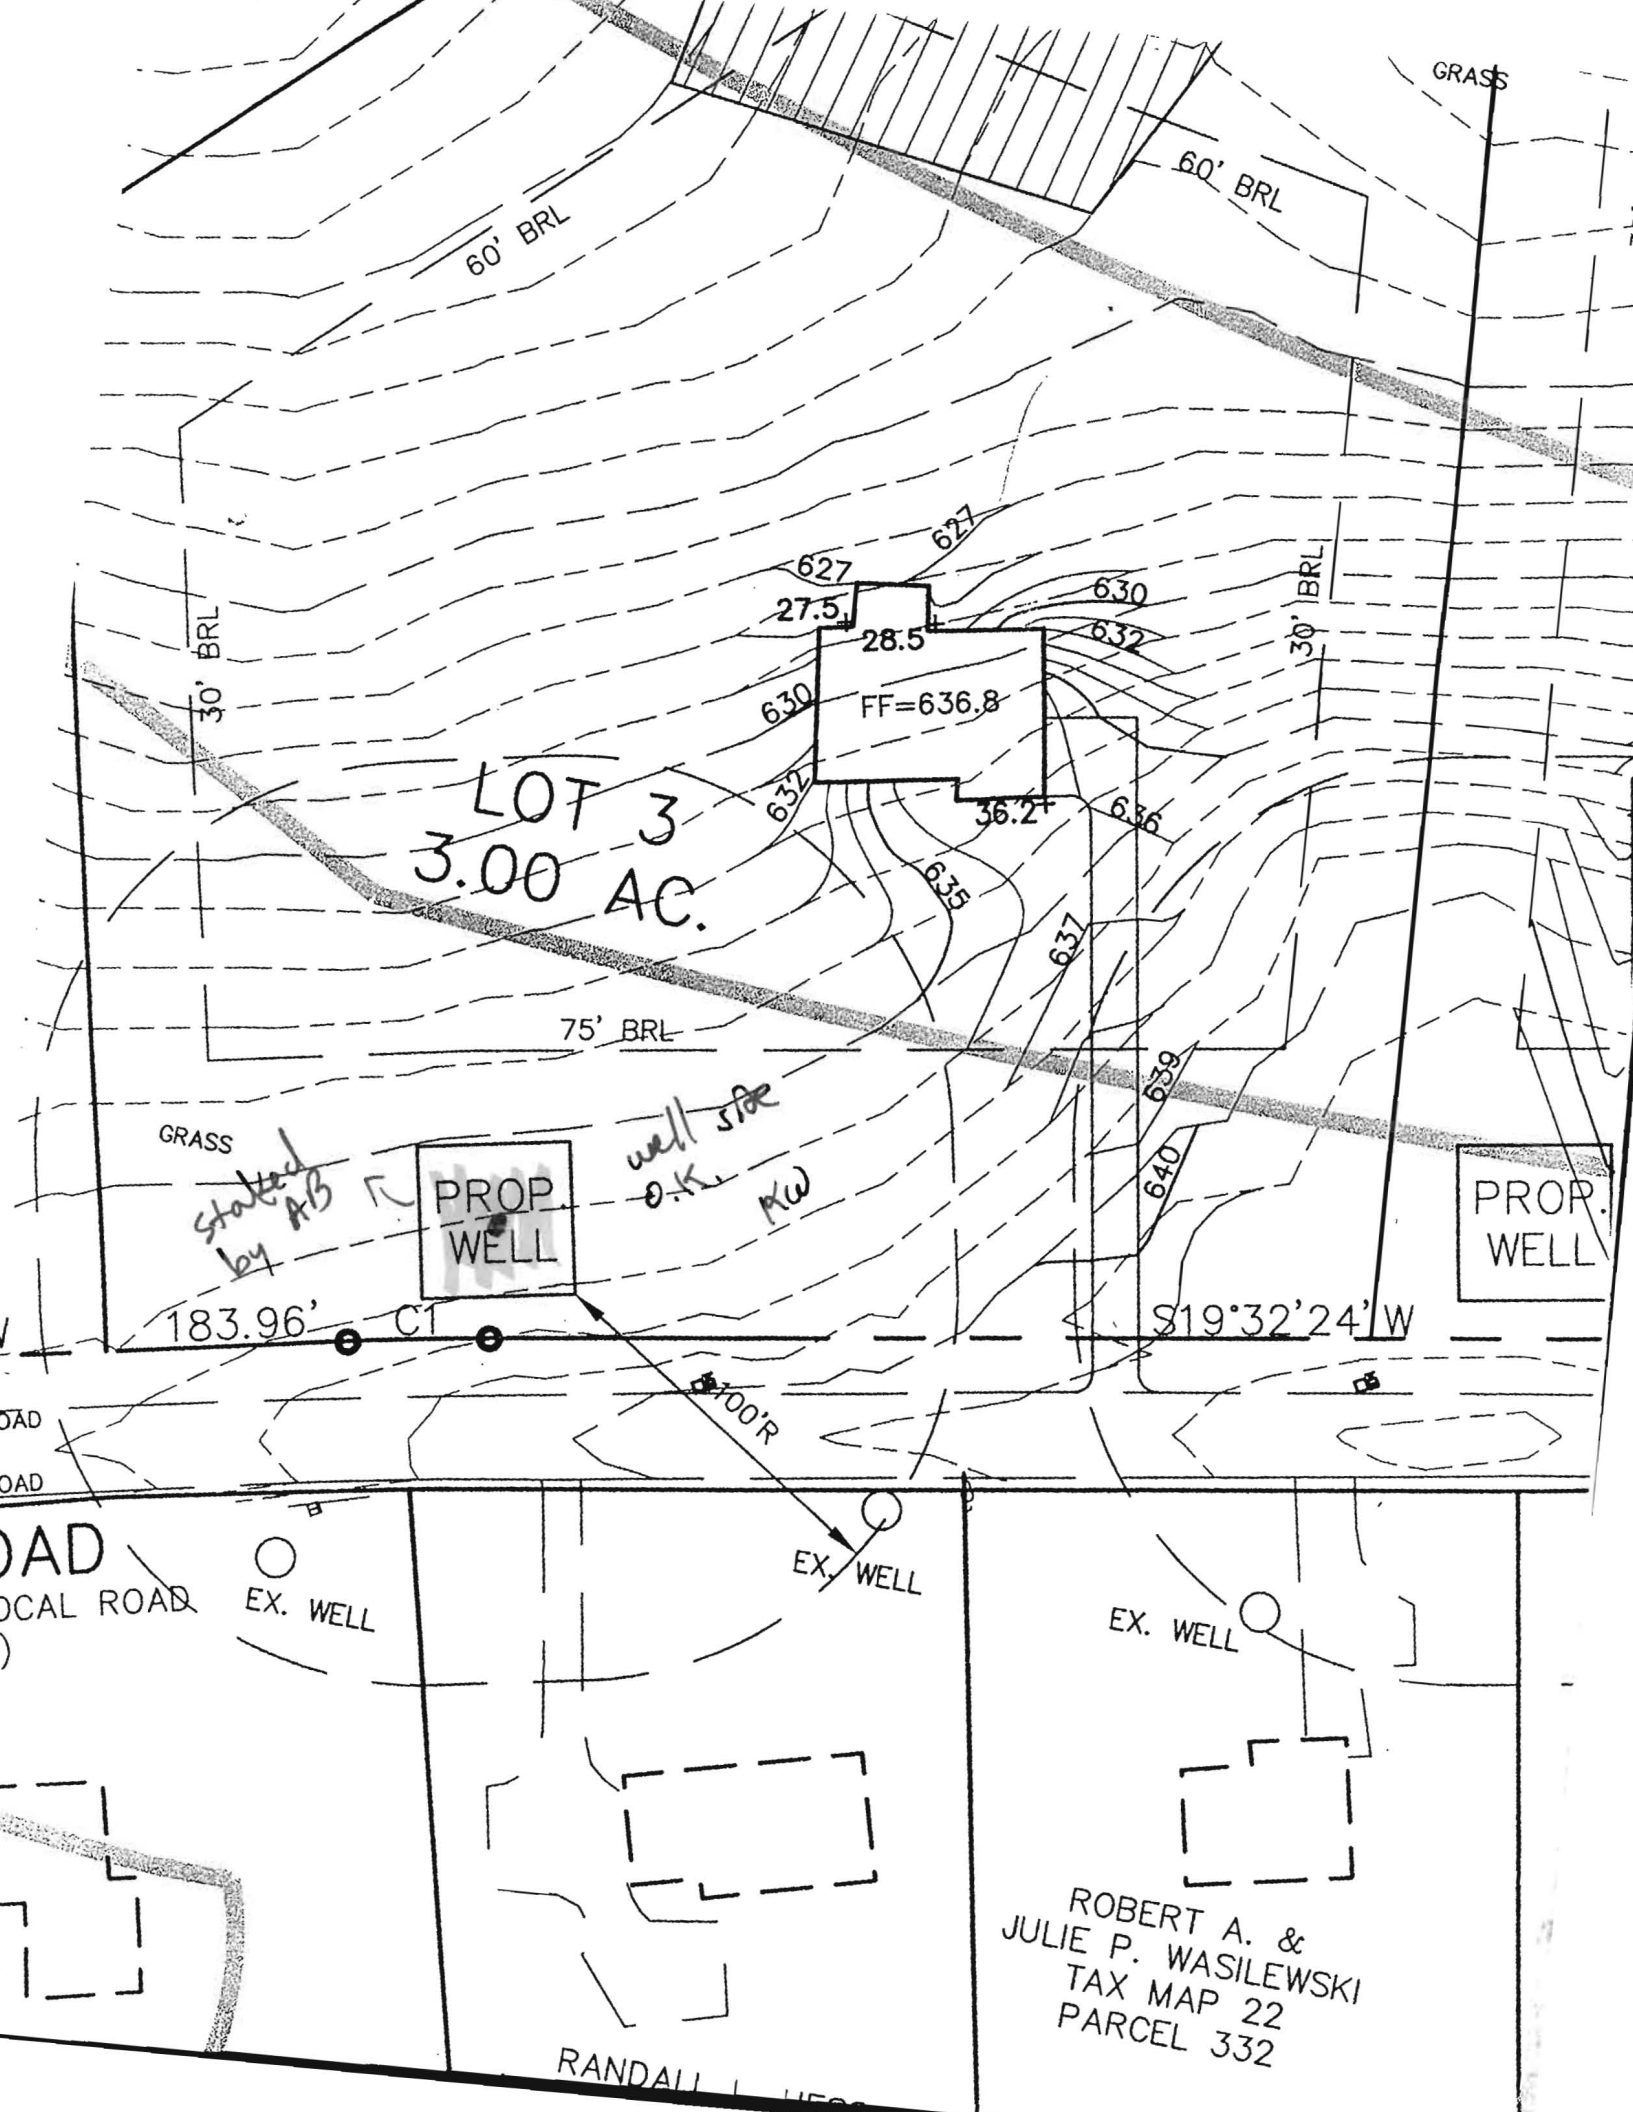 GRASS
60' BRL
60' BRL
627
627
27.5
28.5
630
632
30' BRL
30' BRL
630
FF=636.8
632
36.2
636
LOT 3
3.00 AC.
635
637
75' BRL
639
640
GRASS
staked
by AB
PROP.
WELL
well site
O.K. KW
PROP.
WELL
183.96'
C1
S19°32'24" W
100'R
OAD
OAD
OAD
OCAL ROAD
)
EX. WELL
EX. WELL
EX. WELL
ROBERT A. &
JULIE P. WASILEWSKI
TAX MAP 22
PARCEL 332
RANDALL L.